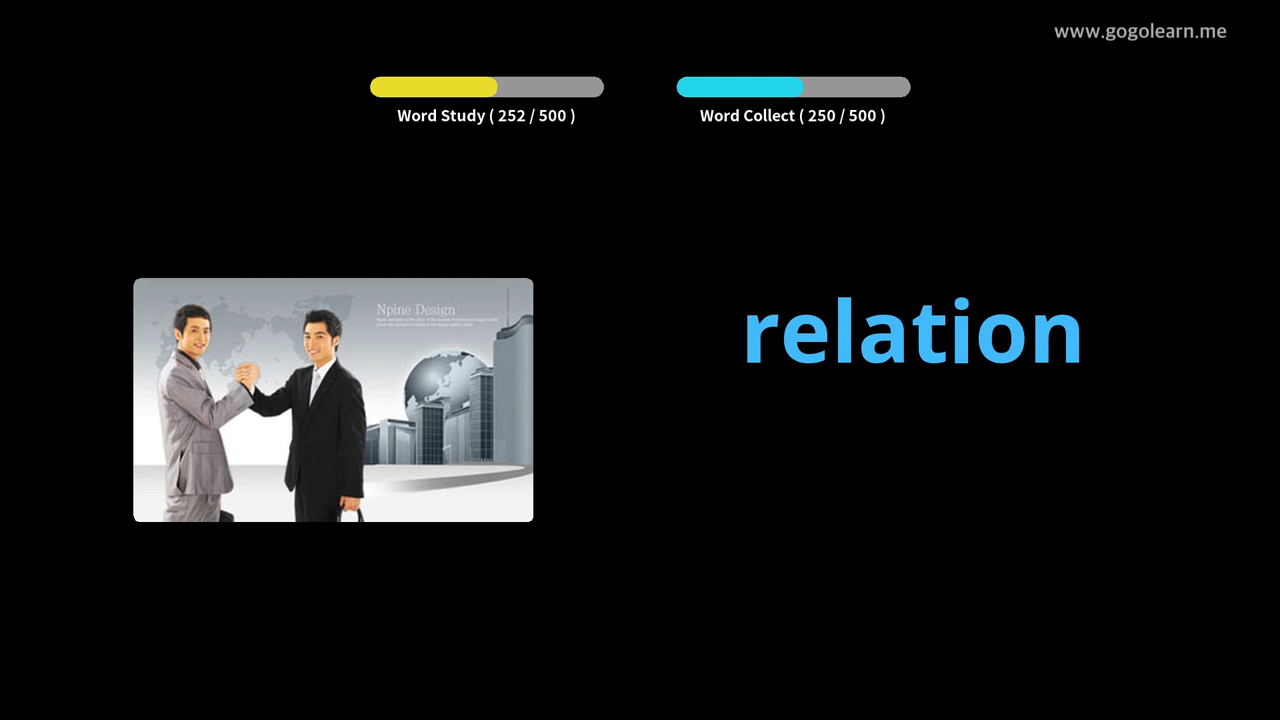 www.gogolearn.me
Word Study ( 252 / 500 )
Word Collect ( 250 / 500 )
Npine Design
relation